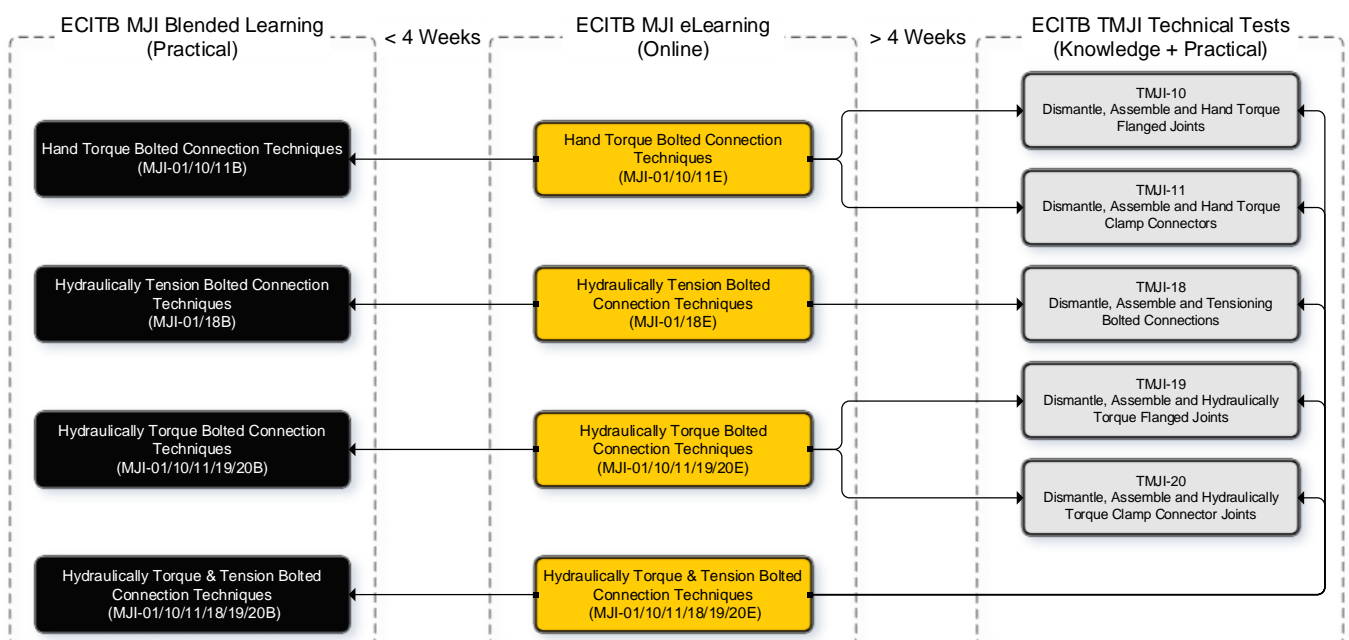 ECITB MJI Blended Learning
(Practical)
< 4 Weeks
ECITB MJI eLearning
(Online)
> 4 Weeks
ECITB TMJI Technical Tests
(Knowledge + Practical)
Hand Torque Bolted Connection Techniques
(MJI-01/10/11B)
Hand Torque Bolted Connection
Techniques
(MJI-01/10/11E)
TMJI-10
Dismantle, Assemble and Hand Torque
Flanged Joints
TMJI-11
Dismantle, Assemble and Hand Torque
Clamp Connectors
Hydraulically Tension Bolted Connection
Techniques
(MJI-01/18B)
Hydraulically Tension Bolted
Connection Techniques
(MJI-01/18E)
TMJI-18
Dismantle, Assemble and Tensioning
Bolted Connections
Hydraulically Torque Bolted Connection
Techniques
(MJI-01/10/11/19/20B)
Hydraulically Torque Bolted
Connection Techniques
(MJI-01/10/11/19/20E)
TMJI-19
Dismantle, Assemble and Hydraulically
Torque Flanged Joints
TMJI-20
Dismantle, Assemble and Hydraulically
Torque Clamp Connector Joints
Hydraulically Torque & Tension Bolted
Connection Techniques
(MJI-01/10/11/18/19/20B)
Hydraulically Torque & Tension Bolted
Connection Techniques
(MJI-01/10/11/18/19/20E)